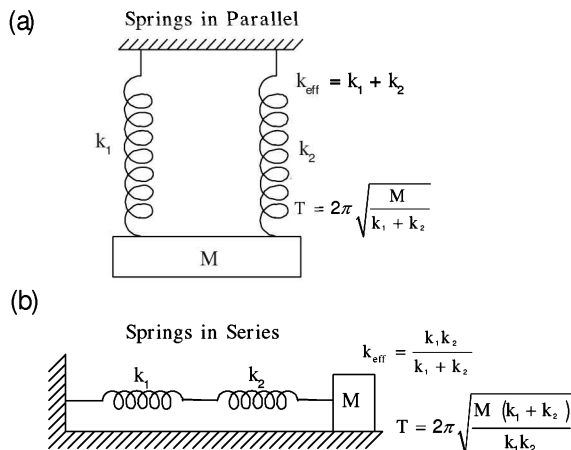 (a)
Springs in Parallel
k_eff = k₁ + k₂
k₁
k₂
T = 2π√(M / (k₁ + k₂))
M
(b)
Springs in Series
k_eff = k₁k₂ / (k₁ + k₂)
k₁
k₂
M
T = 2π√(M (k₁ + k₂) / k₁k₂)